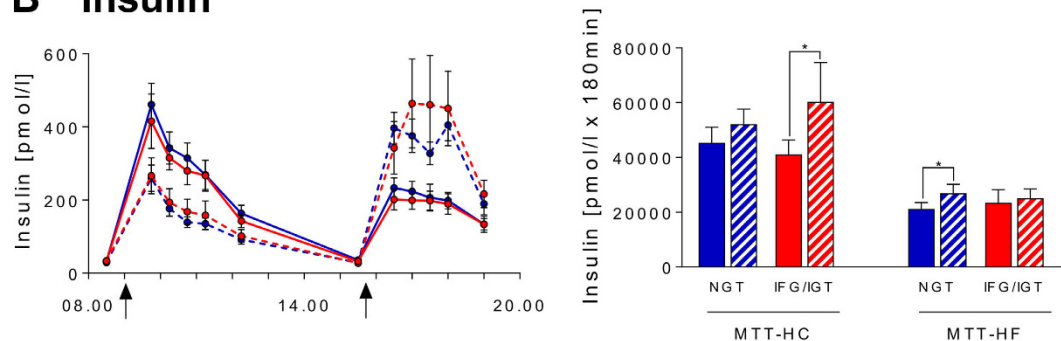 B Insulin
Insulin [pmol/l]
600
400
200
0
08.00 14.00 20.00
Insulin [pmol/l x 180min]
80000
60000
40000
20000
0
*
*
NGT IFG/IGT NGT IFG/IGT
MTT-HC MTT-HF